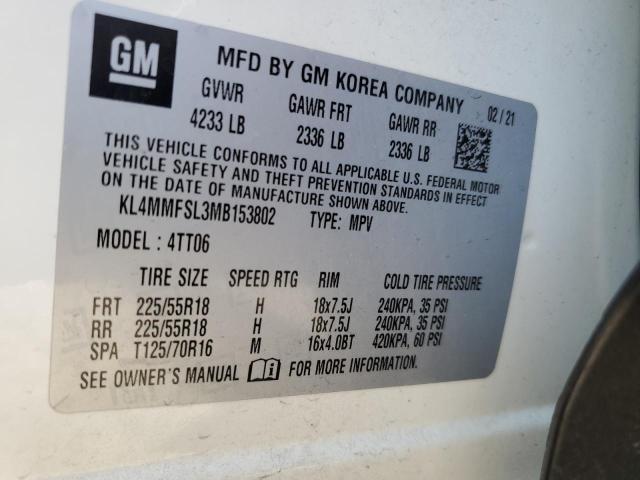 GM
MFD BY GM KOREA COMPANY 02/21
GVWR GAWR FRT GAWR RR
4233 LB 2336 LB 2336 LB
THIS VEHICLE CONFORMS TO ALL APPLICABLE U.S. FEDERAL MOTOR
VEHICLE SAFETY AND THEFT PREVENTION STANDARDS IN EFFECT
ON THE DATE OF MANUFACTURE SHOWN ABOVE.
KL4MMFSL3MB153802 TYPE: MPV
MODEL : 4TT06
TIRE SIZE SPEED RTG RIM COLD TIRE PRESSURE
FRT 225/55R18 H 18x7.5J 240KPA, 35 PSI
RR 225/55R18 H 18x7.5J 240KPA, 35 PSI
SPA T125/70R16 M 16x4.0BT 420KPA, 60 PSI
SEE OWNER'S MANUAL FOR MORE INFORMATION.